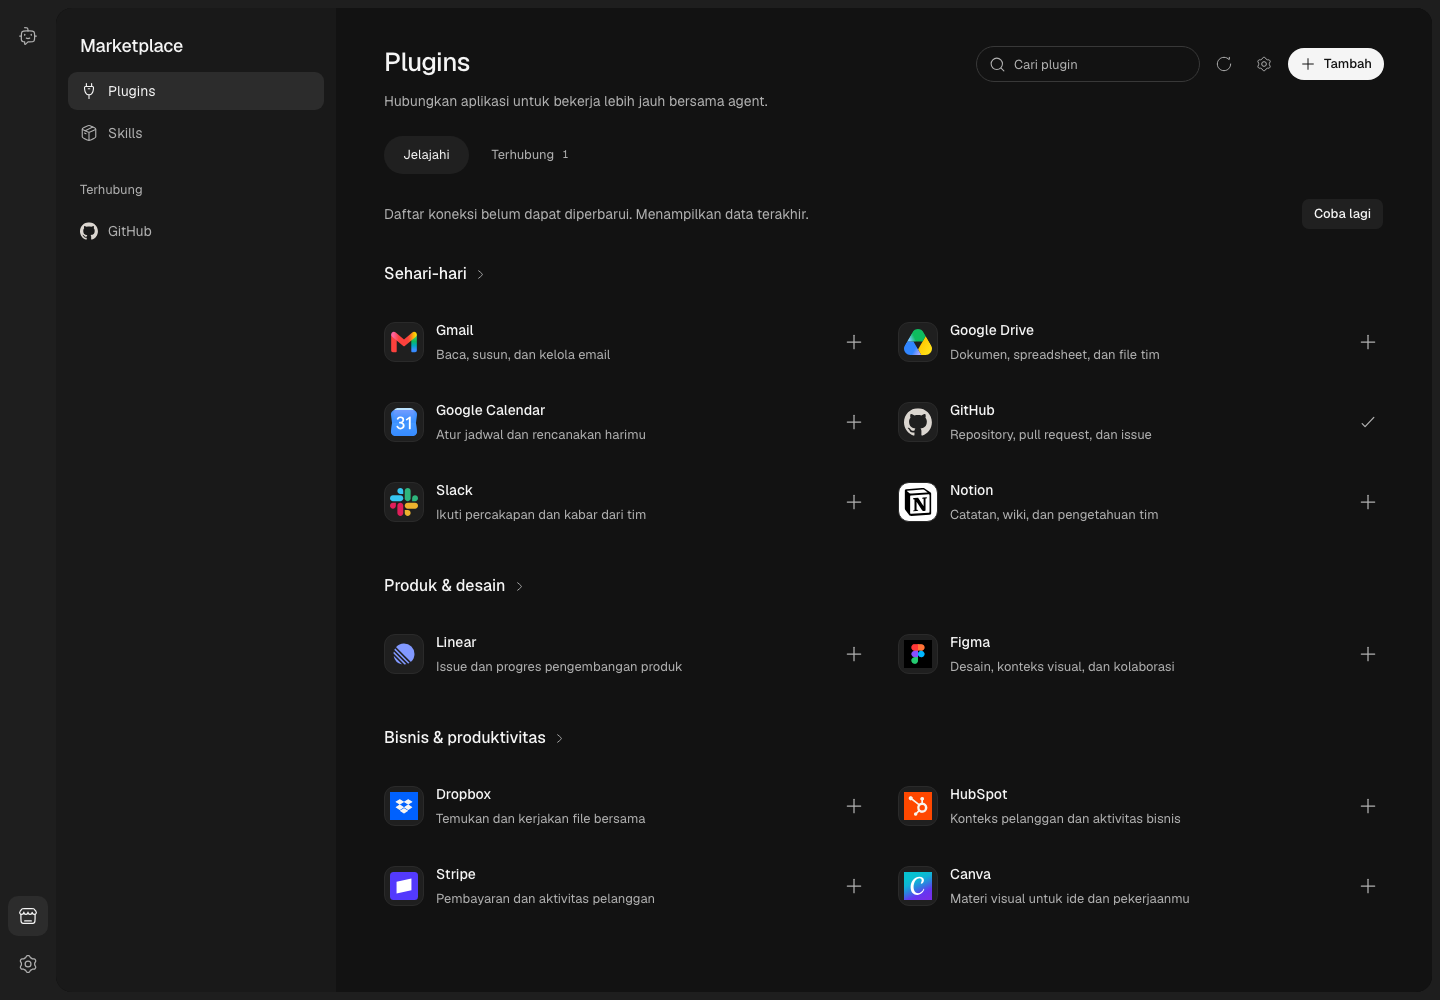 Marketplace
Plugins
Skills
Terhubung
GitHub
Plugins
Cari plugin
Tambah
Hubungkan aplikasi untuk bekerja lebih jauh bersama agent.
Jelajahi
Terhubung 1
Daftar koneksi belum dapat diperbarui. Menampilkan data terakhir.
Coba lagi
Sehari-hari
Gmail
Baca, susun, dan kelola email
Google Drive
Dokumen, spreadsheet, dan file tim
31
Google Calendar
Atur jadwal dan rencanakan harimu
GitHub
Repository, pull request, dan issue
Slack
Ikuti percakapan dan kabar dari tim
Notion
Catatan, wiki, dan pengetahuan tim
Produk & desain
Linear
Issue dan progres pengembangan produk
Figma
Desain, konteks visual, dan kolaborasi
Bisnis & produktivitas
Dropbox
Temukan dan kerjakan file bersama
HubSpot
Konteks pelanggan dan aktivitas bisnis
Stripe
Pembayaran dan aktivitas pelanggan
Canva
Materi visual untuk ide dan pekerjaanmu